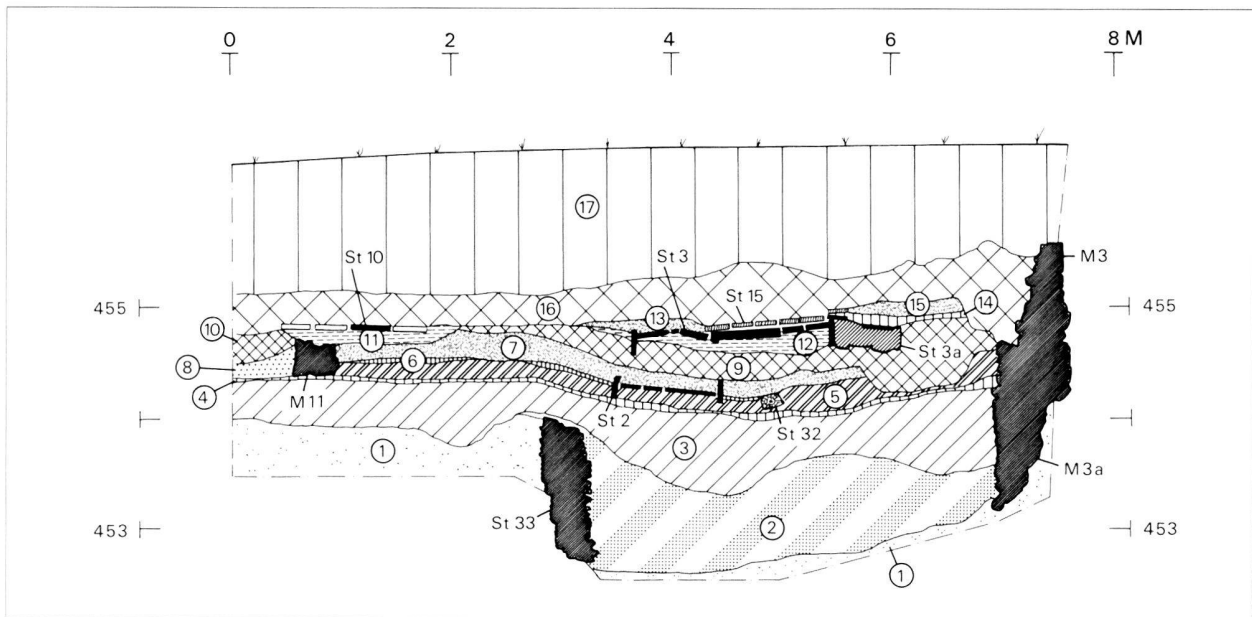 0 2 4 6 8 M
17
St 10 St 3 M3
St 15 15 14
455 455
16 13
10 11 12 St 3a
8 6 7 9
4 M 11 St 2 5 St 32
1 3 M3a
St 33
453 2 453
1